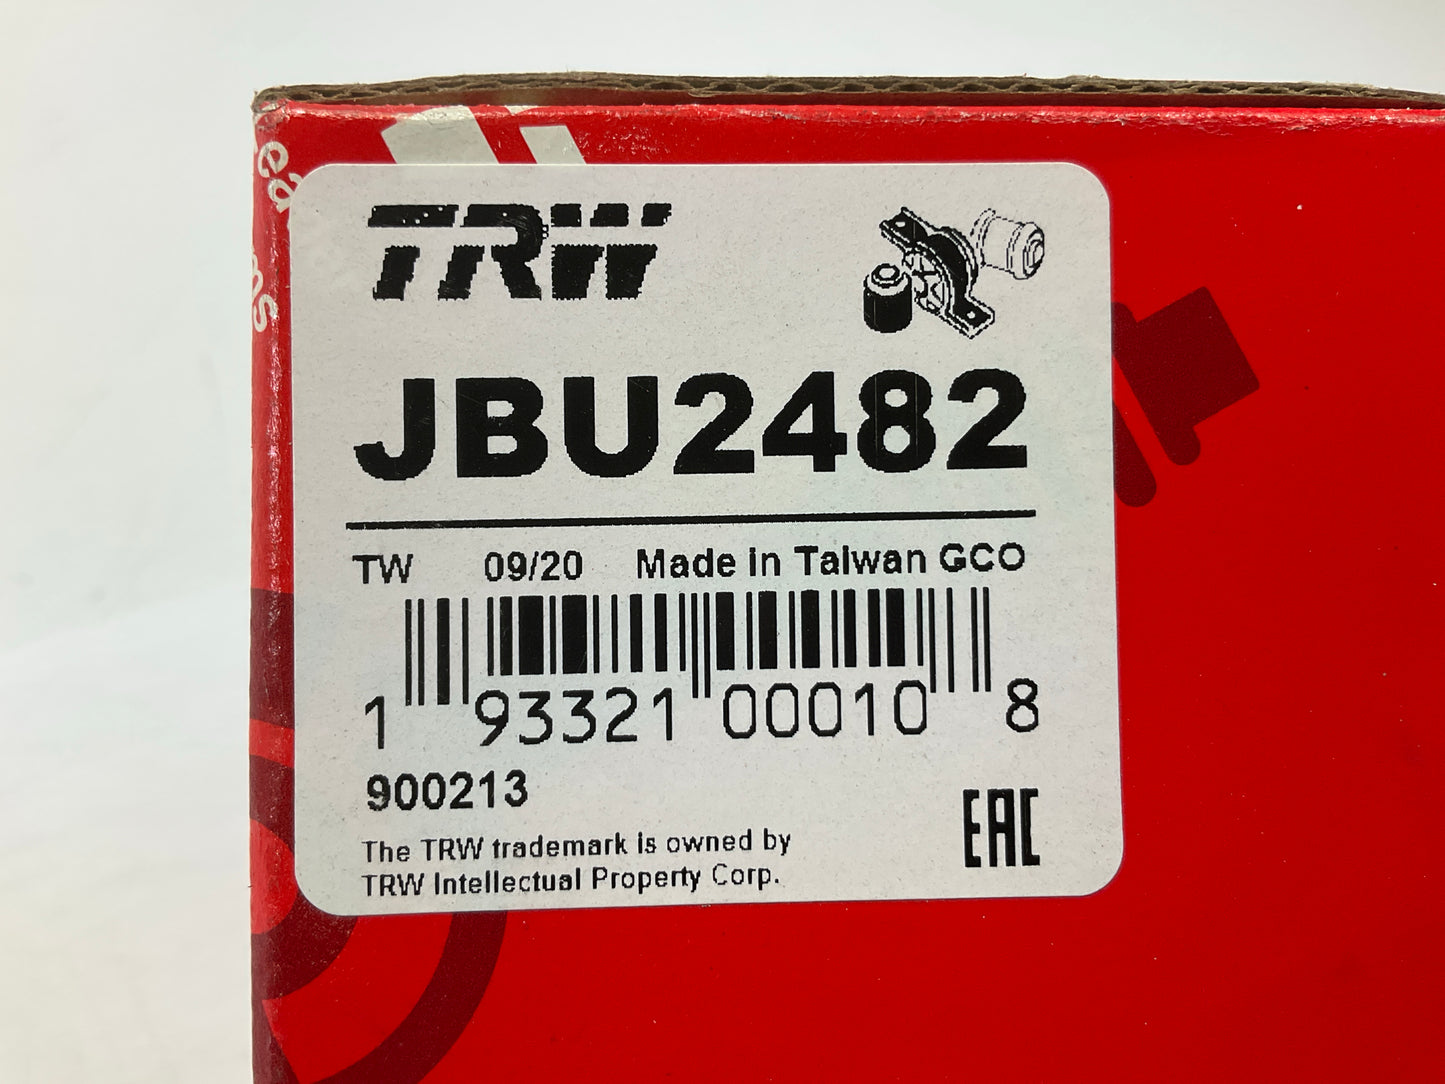 TRW
JBU2482
TW 09/20 Made in Taiwan GCO
1 93321 00010 8
900213
EAC
The TRW trademark is owned by
TRW Intellectual Property Corp.